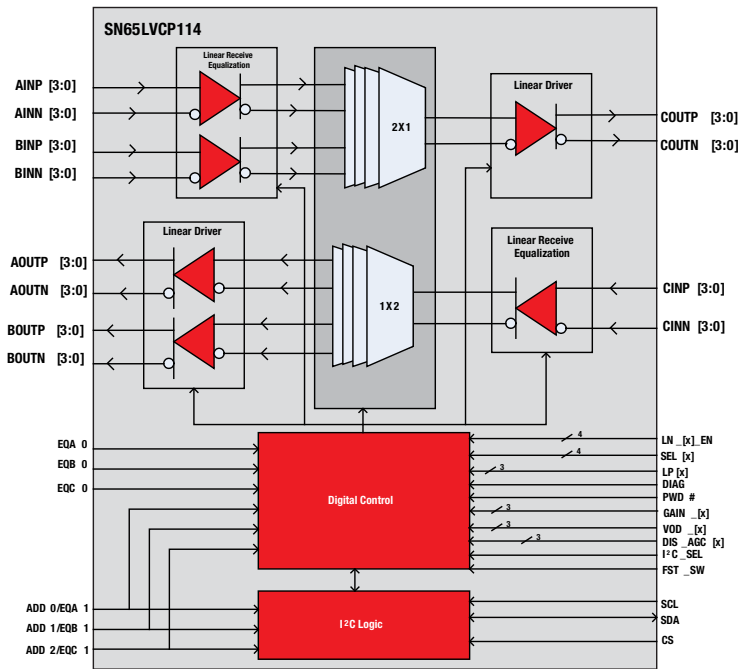 SN65LVCP114
Linear Receive
Equalization
AINP [3:0]
AINN [3:0]
BINP [3:0]
BINN [3:0]
2X1
Linear Driver
COUTP [3:0]
COUTN [3:0]
Linear Driver
AOUTP [3:0]
AOUTN [3:0]
BOUTP [3:0]
BOUTN [3:0]
1X2
Linear Receive
Equalization
CINP [3:0]
CINN [3:0]
EQA 0
EQB 0
EQC 0
Digital Control
4
LN _[x]_EN
4
SEL [x]
3
LP [x]
DIAG
PWD #
3
GAIN _[x]
3
VOD _[x]
3
DIS _AGC [x]
I²C _SEL
FST _SW
ADD 0/EQA 1
ADD 1/EQB 1
ADD 2/EQC 1
I²C Logic
SCL
SDA
CS